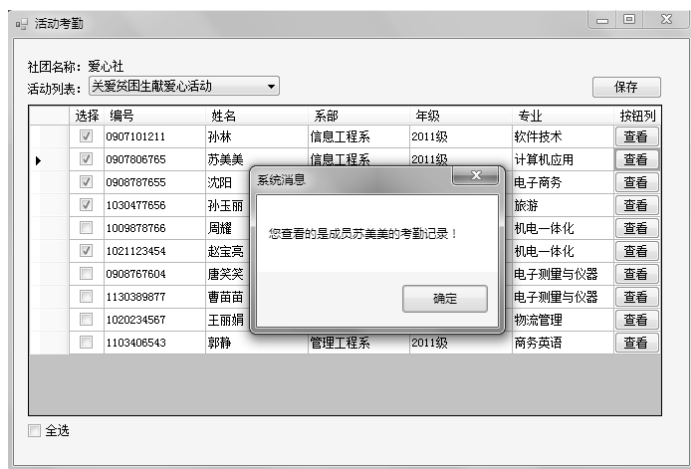 活动考勤
社团名称：爱心社
活动列表：关爱贫困生献爱心活动 保存
选择 编号 姓名 系部 年级 专业 按钮列
0907101211 孙林 信息工程系 2011级 软件技术 查看
0907806765 苏美美 信息工程系 2011级 计算机应用 查看
0908787655 沈阳 电子商务 查看
1030477656 孙玉丽 旅游 查看
1009878766 周耀 机电一体化 查看
1021123454 赵宝亮 机电一体化 查看
0908767604 唐笑笑 电子测量与仪器 查看
1130389877 曹苗苗 查看
1020234567 王丽娟 物流管理 查看
1103406543 郭静 管理工程系 2011级 商务英语 查看
系统消息
您查看的是成员苏美美的考勤记录！
确定
全选